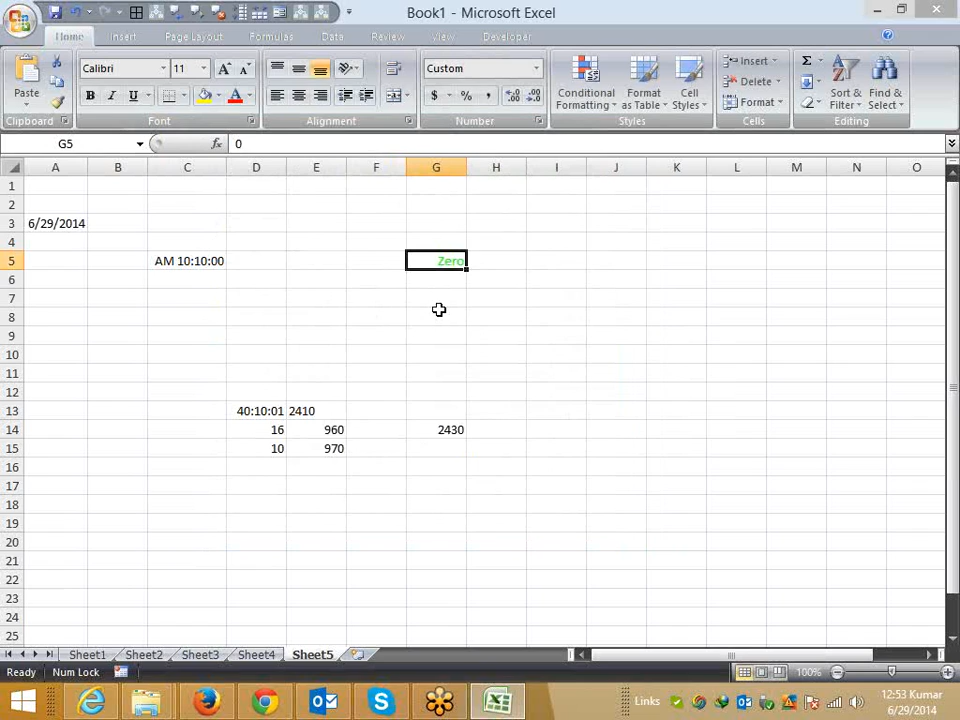 Book1 - Microsoft Excel
Home Insert Page Layout Formulas Data Review View Developer
Paste
Calibri 11
Custom
Conditional Formatting
Format as Table
Cell Styles
Insert
Delete
Format
Sort & Filter
Find & Select
Clipboard Font Alignment Number Styles Cells Editing
G5 fx 0
A B C D E F G H I J K L M N O
1
2
3 6/29/2014
4
5 AM 10:10:00 Zero
6
7
8
9
10
11
12
13 40:10:01 2410
14 16 960 2430
15 10 970
16
17
18
19
20
21
22
23
24
25
Sheet1 Sheet2 Sheet3 Sheet4 Sheet5
Ready Num Lock 100%
Links 12:53 Kumar
6/29/2014